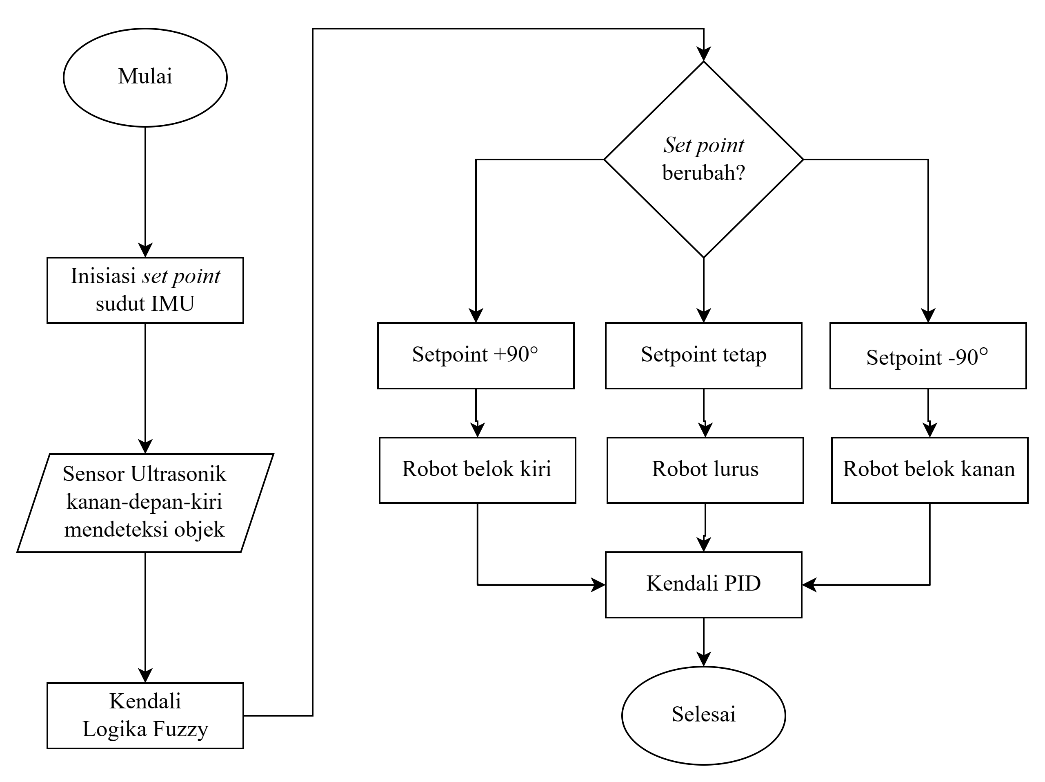 Mulai
Inisiasi set point
sudut IMU
Sensor Ultrasonik
kanan-depan-kiri
mendeteksi objek
Kendali
Logika Fuzzy
Set point
berubah?
Setpoint +90°
Setpoint tetap
Setpoint -90°
Robot belok kiri
Robot lurus
Robot belok kanan
Kendali PID
Selesai